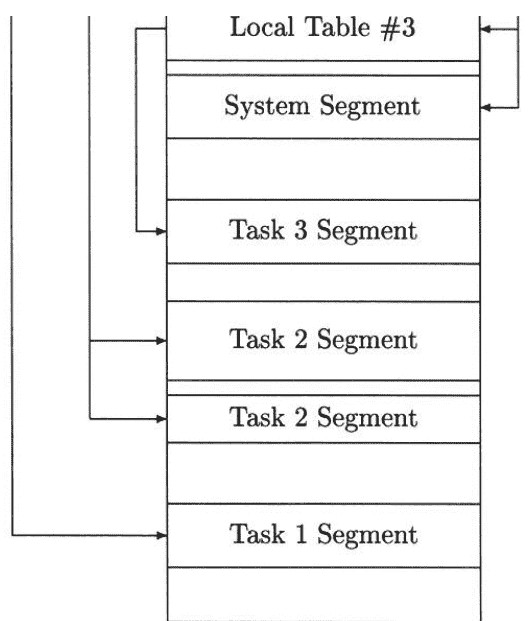 Local Table #3
System Segment
Task 3 Segment
Task 2 Segment
Task 2 Segment
Task 1 Segment